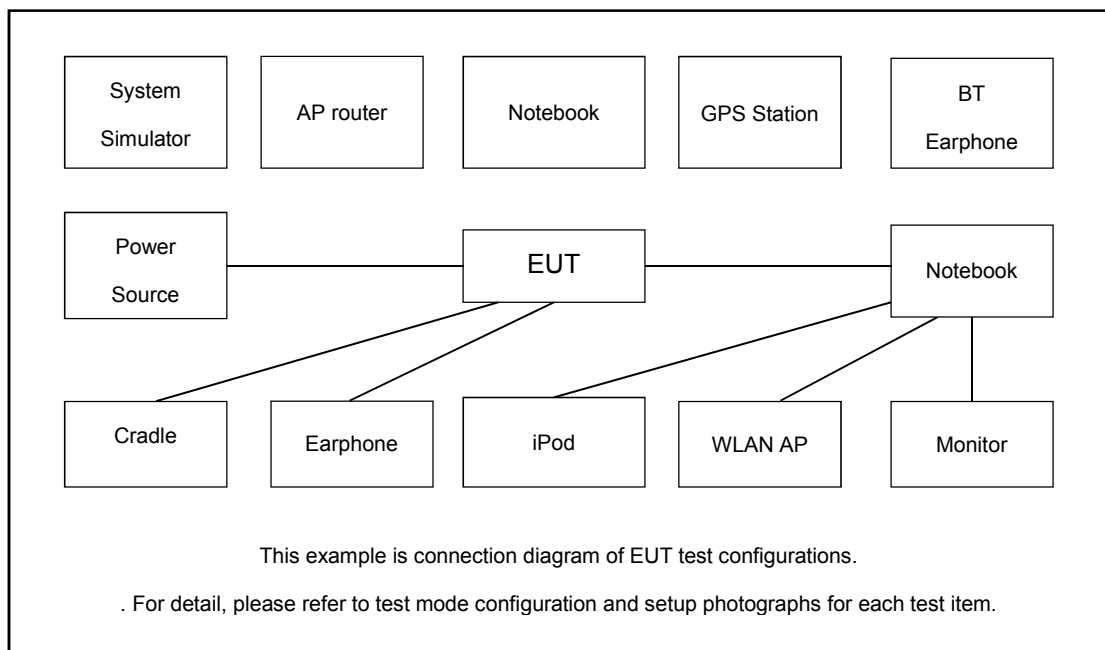 System
Simulator
AP router
Notebook
GPS Station
BT
Earphone
Power
Source
EUT
Notebook
Cradle
Earphone
iPod
WLAN AP
Monitor
This example is connection diagram of EUT test configurations.
. For detail, please refer to test mode configuration and setup photographs for each test item.